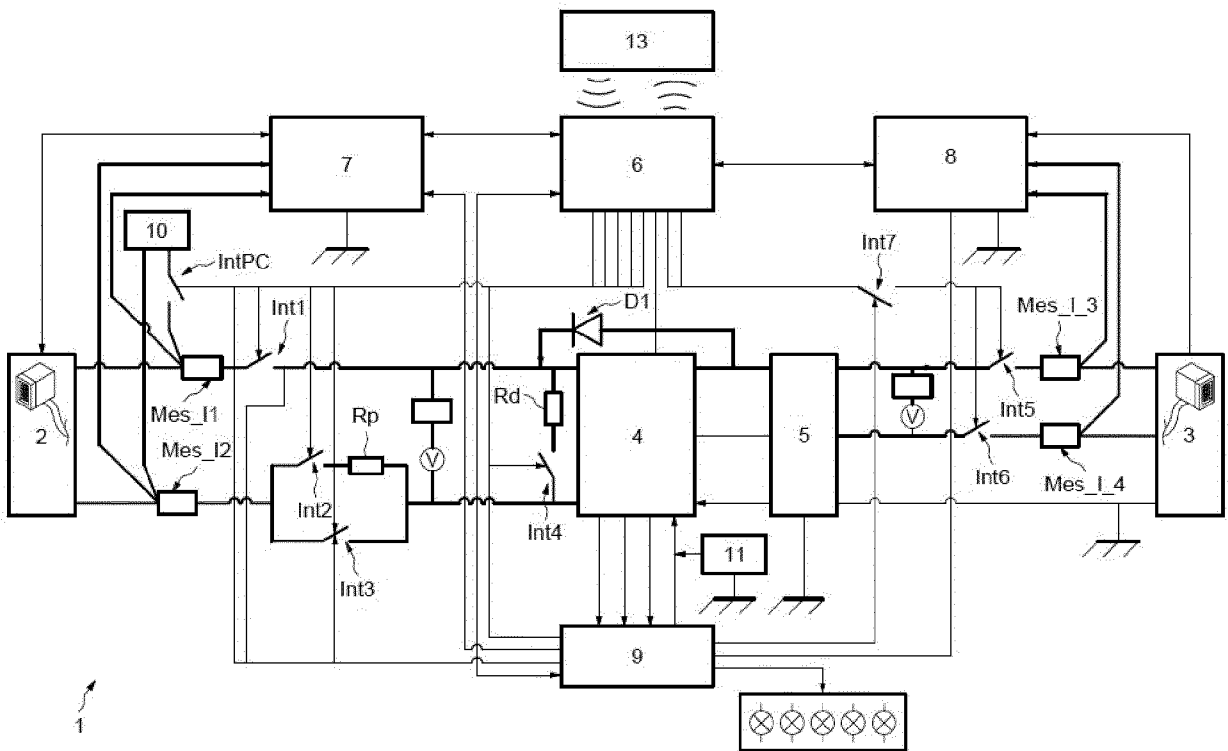 13
7
6
8
10
IntPC
Int7
D1
Int1
Mes_I_3
Mes_I1
Rd
Int5
2
Rp
V
4
5
V
3
Mes_I2
Int6
Mes_I_4
Int2
Int4
11
Int3
9
1